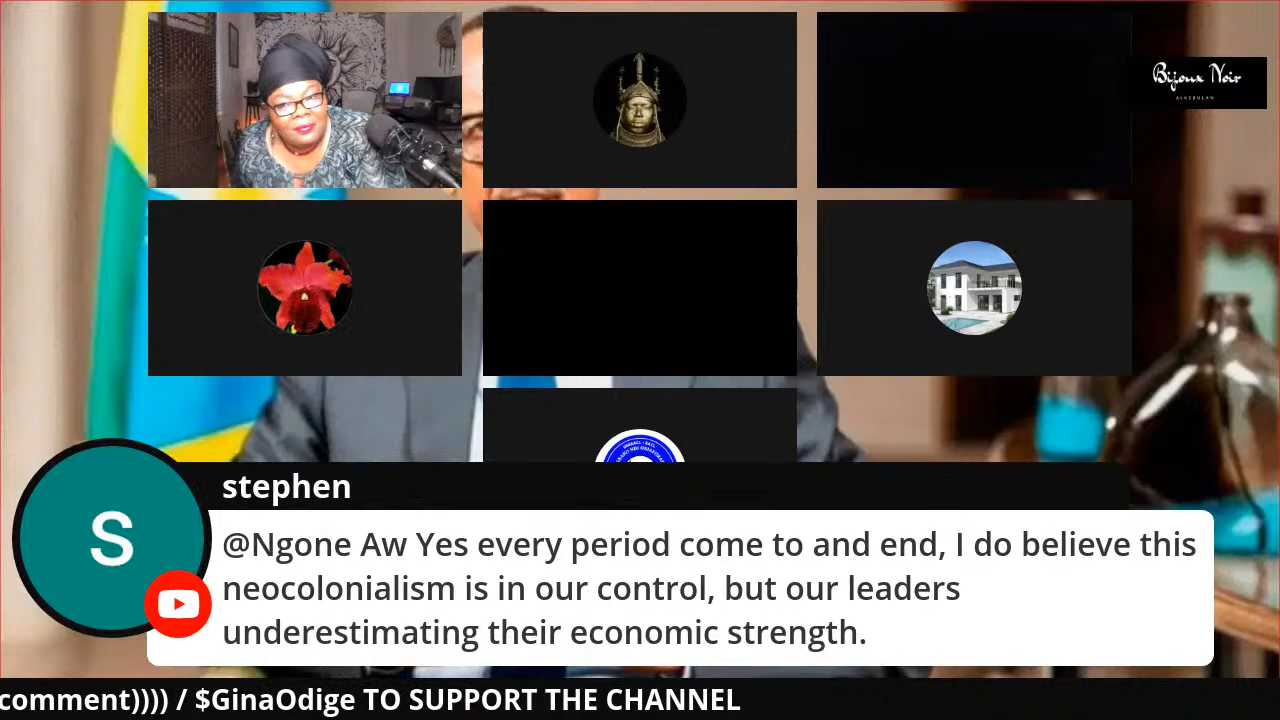 Bijoux Noir
ALKEBULAN
S
stephen
@Ngone Aw Yes every period come to and end, I do believe this
neocolonialism is in our control, but our leaders
underestimating their economic strength.
comment)))) / $GinaOdige TO SUPPORT THE CHANNEL